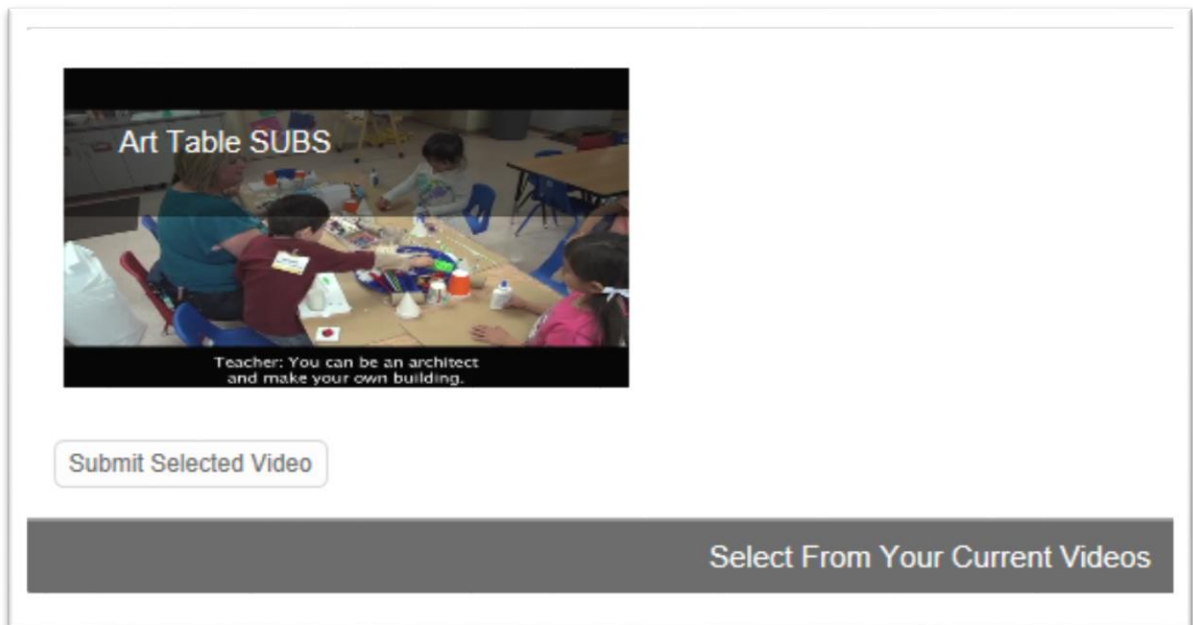 Art Table SUBS
Teacher: You can be an architect
and make your own building.
Submit Selected Video
Select From Your Current Videos